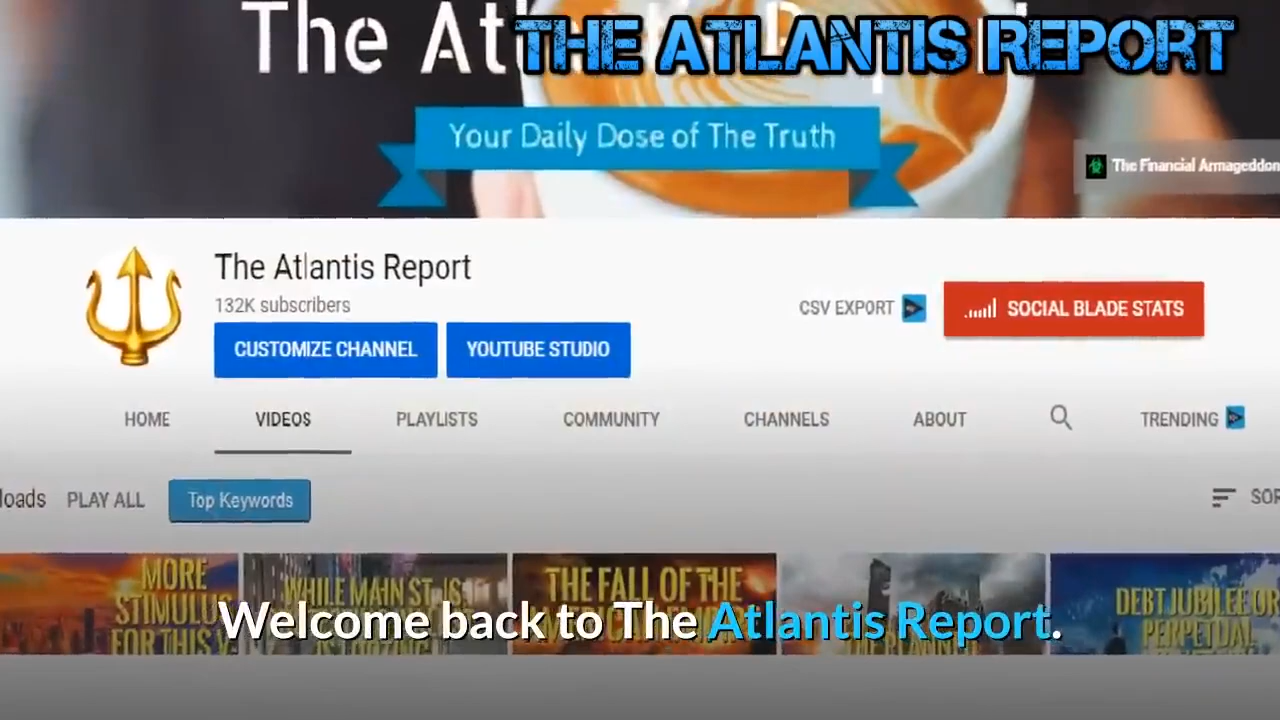 The At
THE ATLANTIS REPORT
Your Daily Dose of The Truth
The Financial Armageddon
The Atlantis Report
132K subscribers
CSV EXPORT
SOCIAL BLADE STATS
CUSTOMIZE CHANNEL
YOUTUBE STUDIO
HOME
VIDEOS
PLAYLISTS
COMMUNITY
CHANNELS
ABOUT
TRENDING
loads
PLAY ALL
Top Keywords
SOR
MORE
STIMULUS
FOR THIS
WHILE MAIN ST. IS
THE FALL OF THE
DEBT JUBILEE OR
PERPETUAL
Welcome back to The Atlantis Report.